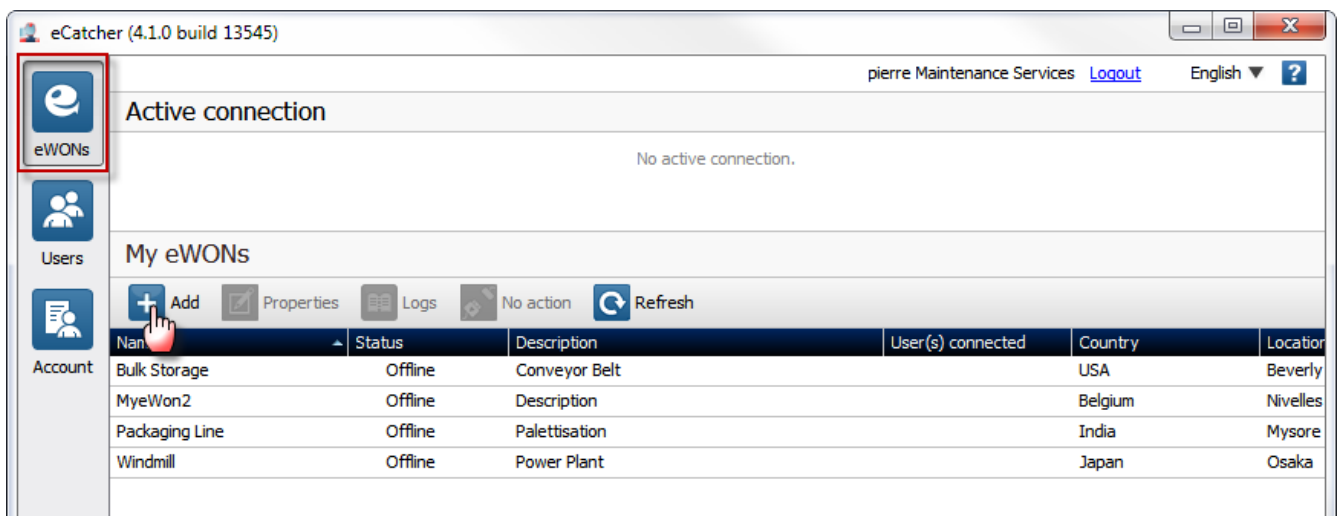 eCatcher (4.1.0 build 13545)
pierre Maintenance Services Logout English ?
eWONs
Active connection
No active connection.
Users
My eWONs
Add Properties Logs No action Refresh
Status Description User(s) connected Country Location
Account
Bulk Storage Offline Conveyor Belt USA Beverly
MyeWon2 Offline Description Belgium Nivelles
Packaging Line Offline Palettisation India Mysore
Windmill Offline Power Plant Japan Osaka